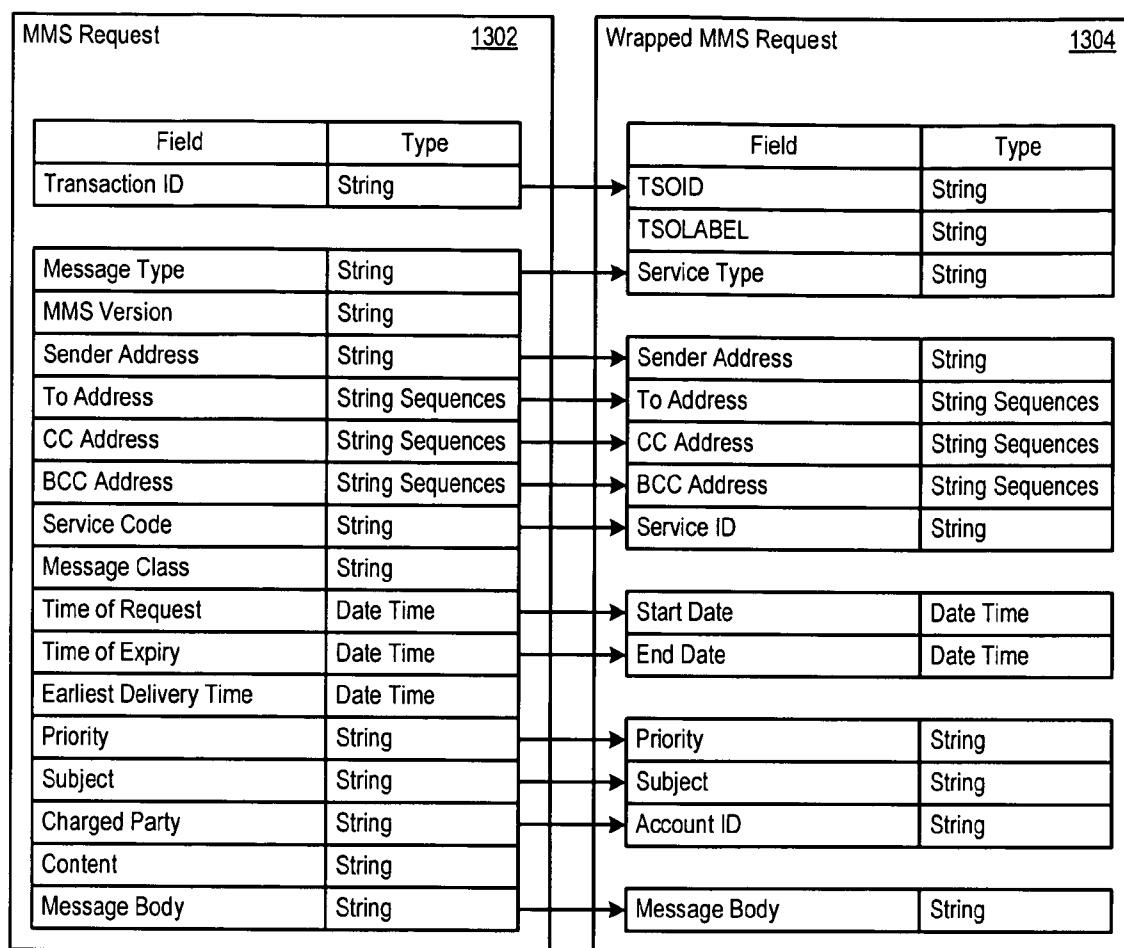 MMS Request 1302
Field Type
Transaction ID String
Message Type String
MMS Version String
Sender Address String
To Address String Sequences
CC Address String Sequences
BCC Address String Sequences
Service Code String
Message Class String
Time of Request Date Time
Time of Expiry Date Time
Earliest Delivery Time Date Time
Priority String
Subject String
Charged Party String
Content String
Message Body String
Wrapped MMS Request 1304
Field Type
TSOID String
TSOLABEL String
Service Type String
Sender Address String
To Address String Sequences
CC Address String Sequences
BCC Address String Sequences
Service ID String
Start Date Date Time
End Date Date Time
Priority String
Subject String
Account ID String
Message Body String